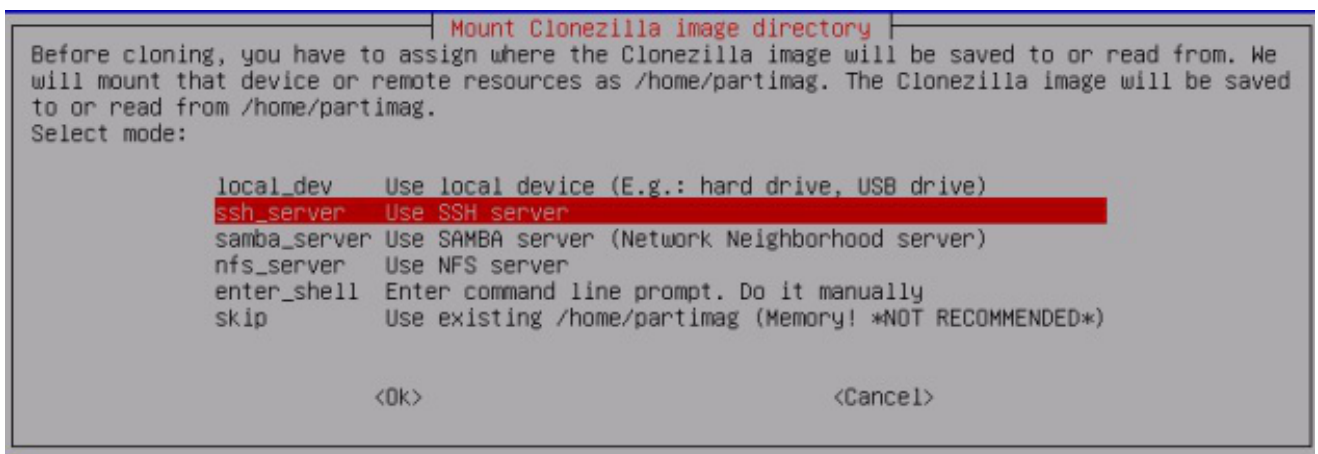 Mount Clonezilla image directory
Before cloning, you have to assign where the Clonezilla image will be saved to or read from. We
will mount that device or remote resources as /home/partimag. The Clonezilla image will be saved
to or read from /home/partimag.
Select mode:
local_dev Use local device (E.g.: hard drive, USB drive)
ssh_server Use SSH server
samba_server Use SAMBA server (Network Neighborhood server)
nfs_server Use NFS server
enter_shell Enter command line prompt. Do it manually
skip Use existing /home/partimag (Memory! *NOT RECOMMENDED*)
<Ok> <Cancel>